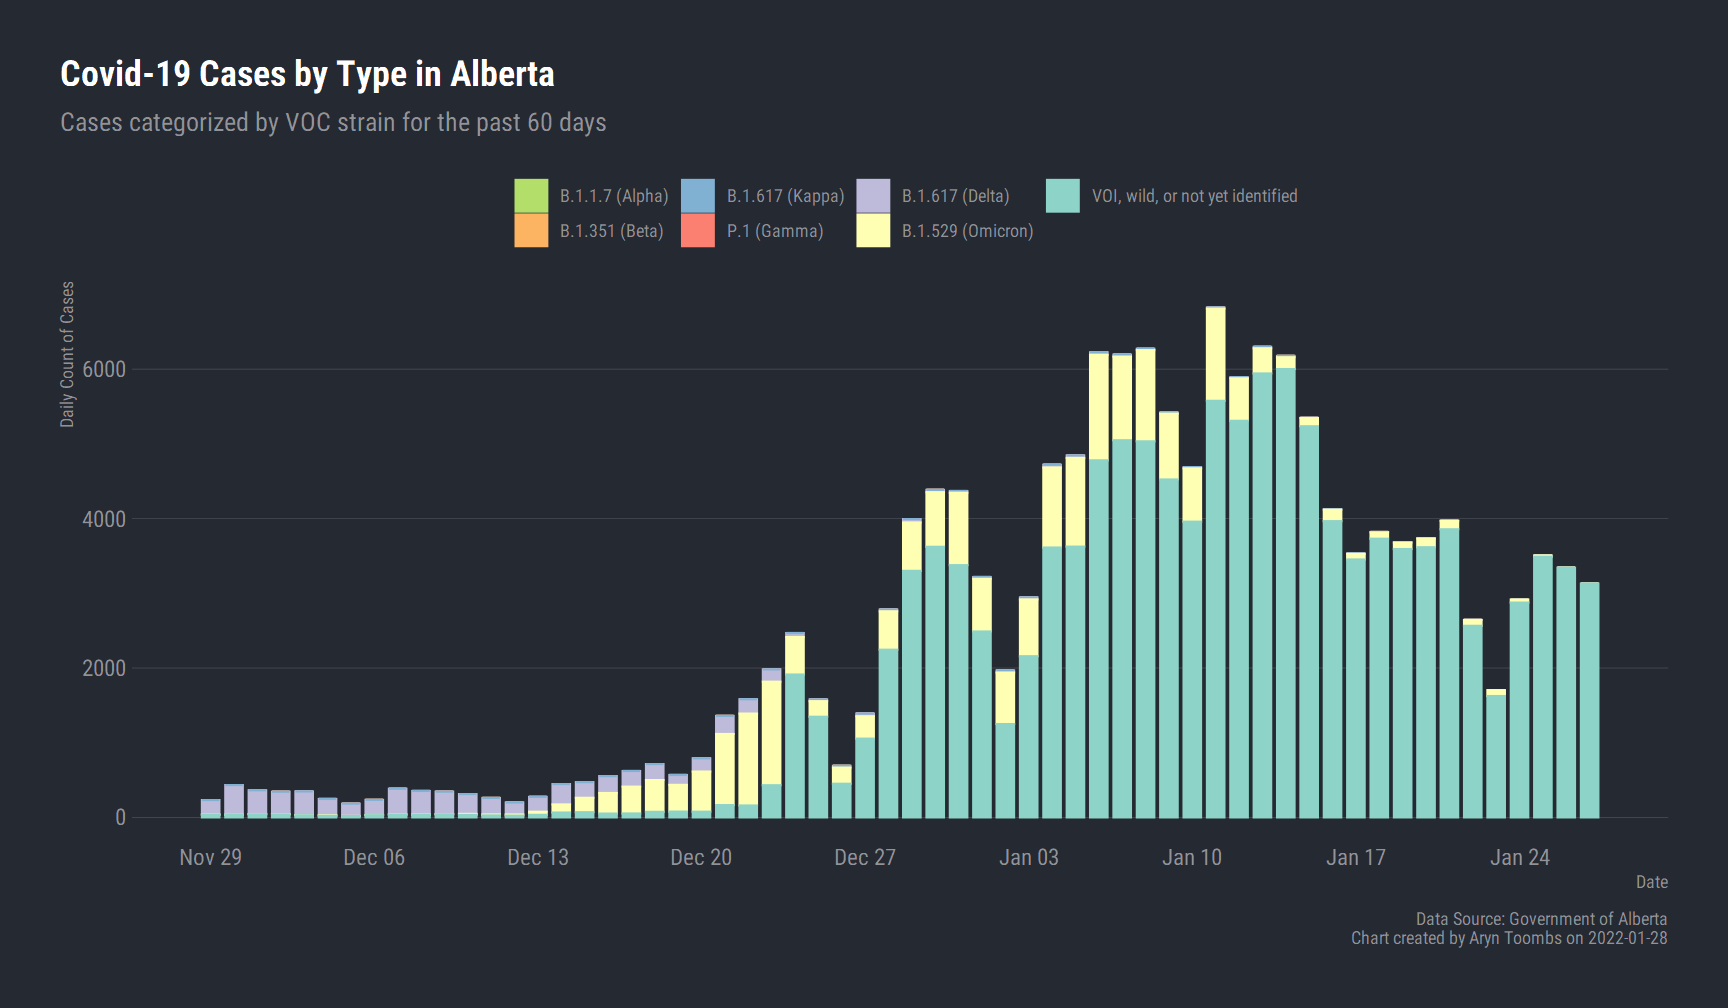 Covid-19 Cases by Type in Alberta
Cases categorized by VOC strain for the past 60 days
B.1.1.7 (Alpha)
B.1.617 (Kappa)
B.1.617 (Delta)
VOI, wild, or not yet identified
B.1.351 (Beta)
P.1 (Gamma)
B.1.529 (Omicron)
Daily Count of Cases
6000
4000
2000
0
Nov 29
Dec 06
Dec 13
Dec 20
Dec 27
Jan 03
Jan 10
Jan 17
Jan 24
Date
Data Source: Government of Alberta
Chart created by Aryn Toombs on 2022-01-28